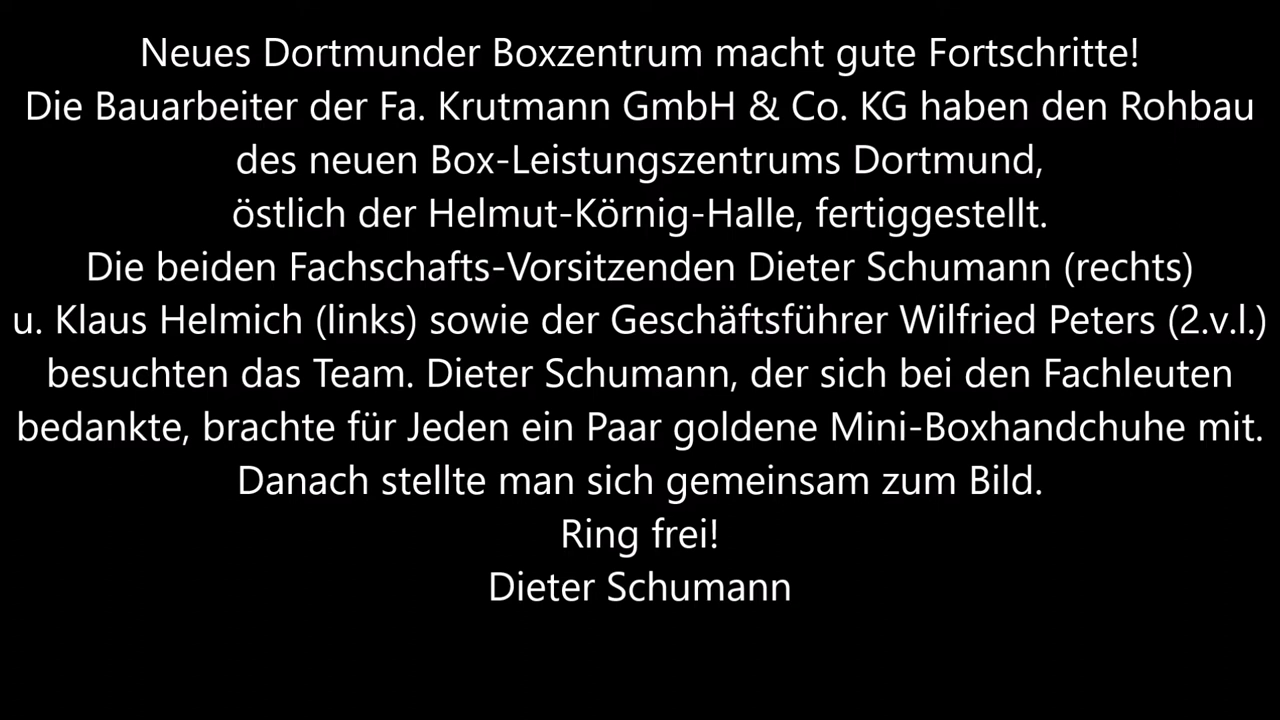 Neues Dortmunder Boxzentrum macht gute Fortschritte!
Die Bauarbeiter der Fa. Krutmann GmbH & Co. KG haben den Rohbau
des neuen Box-Leistungszentrums Dortmund,
östlich der Helmut-Körnig-Halle, fertiggestellt.
Die beiden Fachschafts-Vorsitzenden Dieter Schumann (rechts)
u. Klaus Helmich (links) sowie der Geschäftsführer Wilfried Peters (2.v.l.)
besuchten das Team. Dieter Schumann, der sich bei den Fachleuten
bedankte, brachte für Jeden ein Paar goldene Mini-Boxhandchuhe mit.
Danach stellte man sich gemeinsam zum Bild.
Ring frei!
Dieter Schumann